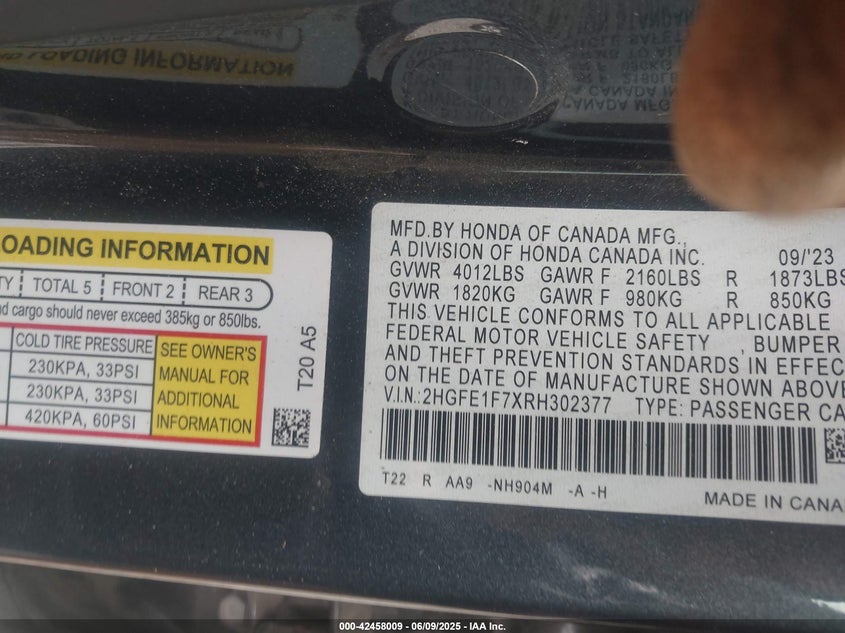 LOADING INFORMATION
TOTAL 5 FRONT 2 REAR 3
cargo should never exceed 385kg or 850lbs.
COLD TIRE PRESSURE
230KPA, 33PSI
230KPA, 33PSI
420KPA, 60PSI
SEE OWNER'S
MANUAL FOR
ADDITIONAL
INFORMATION
T20 A5
MFD.BY HONDA OF CANADA MFG.,
A DIVISION OF HONDA CANADA INC. 09/'23
GVWR 4012LBS GAWR F 2160LBS R 1873LBS
GVWR 1820KG GAWR F 980KG R 850KG
THIS VEHICLE CONFORMS TO ALL APPLICABLE
FEDERAL MOTOR VEHICLE SAFETY , BUMPER
AND THEFT PREVENTION STANDARDS IN EFFEC
ON THE DATE OF MANUFACTURE SHOWN ABOVE
V.I.N.:2HGFE1F7XRH302377 TYPE: PASSENGER CA
T22 R AA9 -NH904M -A -H
MADE IN CANA
000-42458009 - 06/09/2025 - IAA Inc.